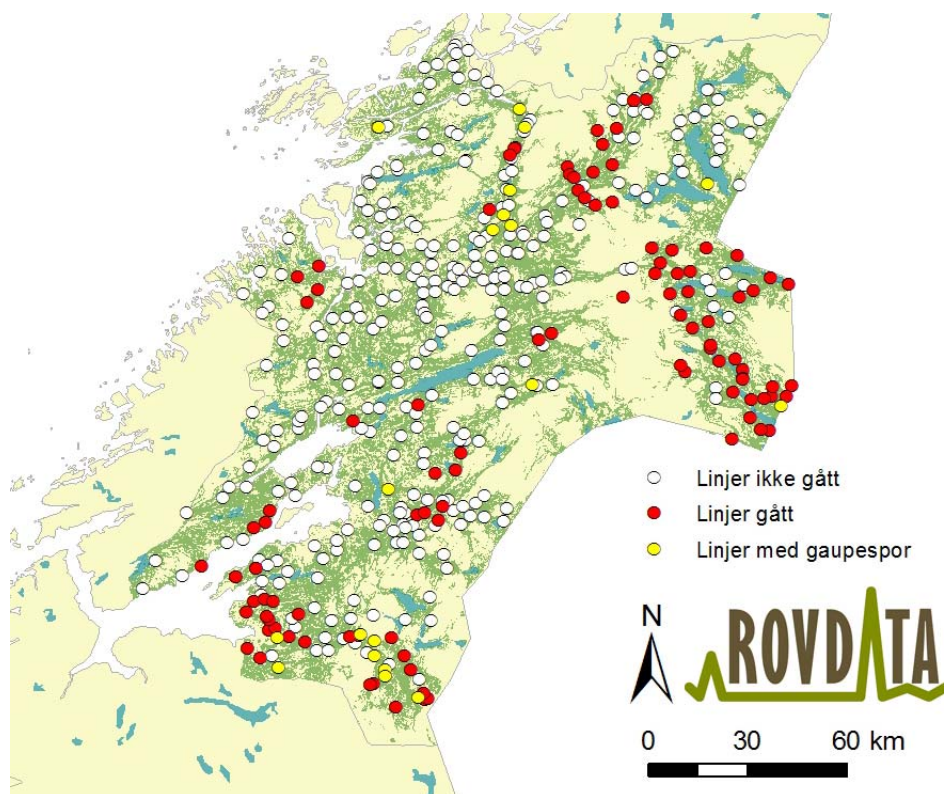 Linjer ikke gått
Linjer gått
Linjer med gaupespor
N
ROVDATA
0 30 60 km